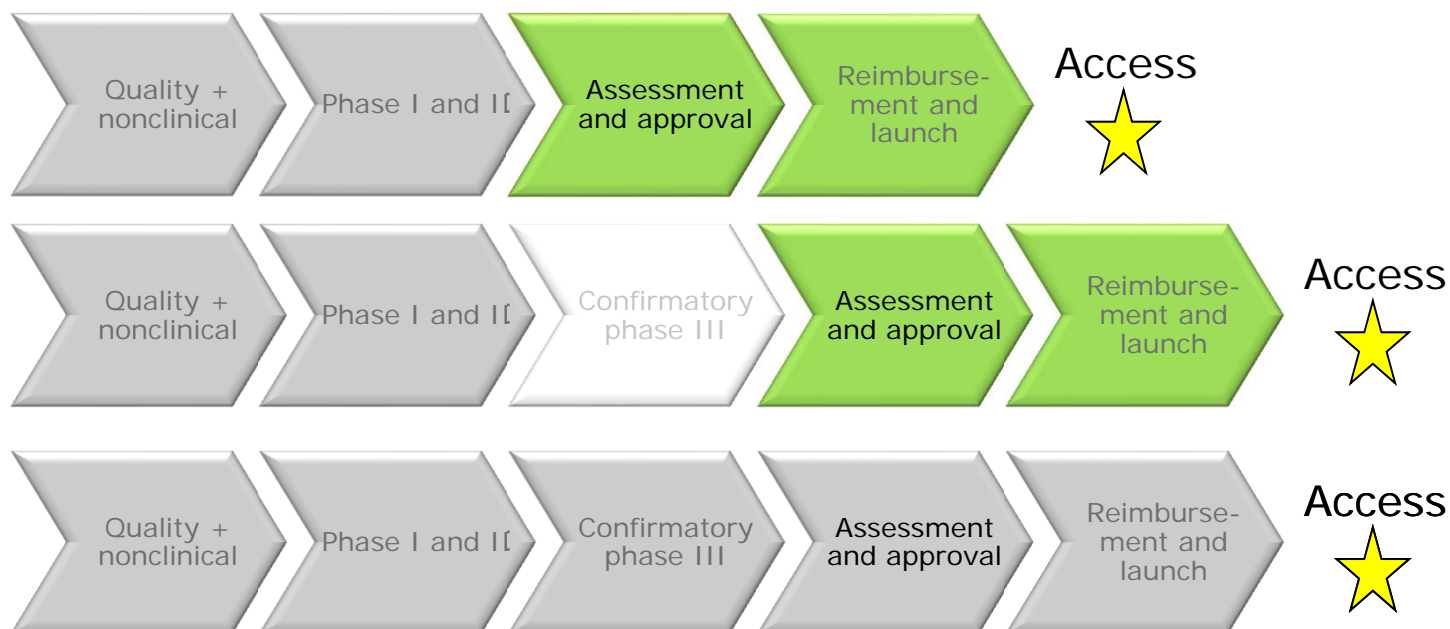 Quality +
nonclinical
Phase I and II
Assessment
and approval
Reimburse-
ment and
launch
Access
Quality +
nonclinical
Phase I and II
Confirmatory
phase III
Assessment
and approval
Reimburse-
ment and
launch
Access
Quality +
nonclinical
Phase I and II
Confirmatory
phase III
Assessment
and approval
Reimburse-
ment and
launch
Access